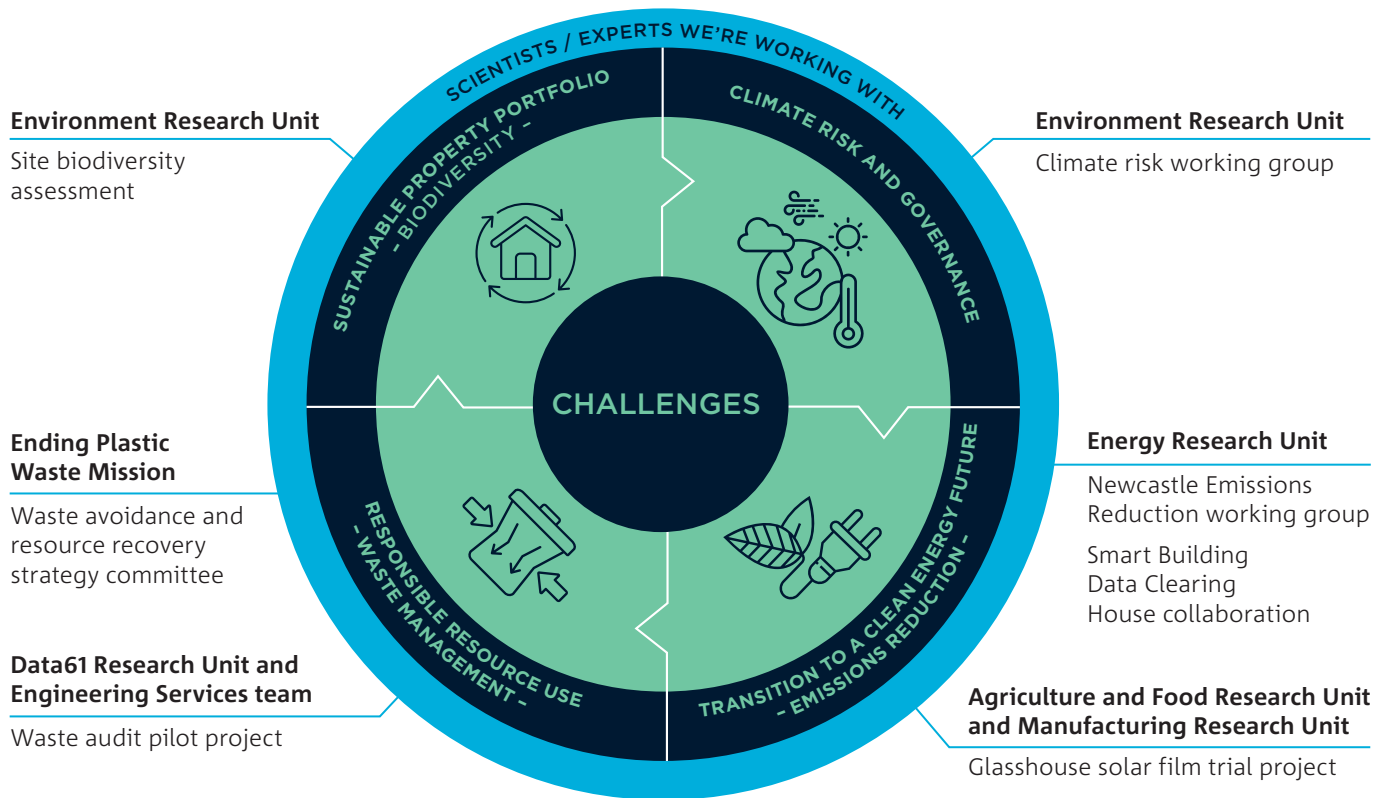 SCIENTISTS / EXPERTS WE'RE WORKING WITH
SUSTAINABLE PROPERTY PORTFOLIO
– BIODIVERSITY –
CLIMATE RISK AND GOVERNANCE
Environment Research Unit
Site biodiversity
assessment
Environment Research Unit
Climate risk working group
CHALLENGES
Ending Plastic
Waste Mission
Waste avoidance and
resource recovery
strategy committee
Energy Research Unit
Newcastle Emissions
Reduction working group
Smart Building
Data Clearing
House collaboration
RESPONSIBLE RESOURCE USE
– WASTE MANAGEMENT –
TRANSITION TO A CLEAN ENERGY FUTURE
– EMISSIONS REDUCTION –
Data61 Research Unit and
Engineering Services team
Waste audit pilot project
Agriculture and Food Research Unit
and Manufacturing Research Unit
Glasshouse solar film trial project